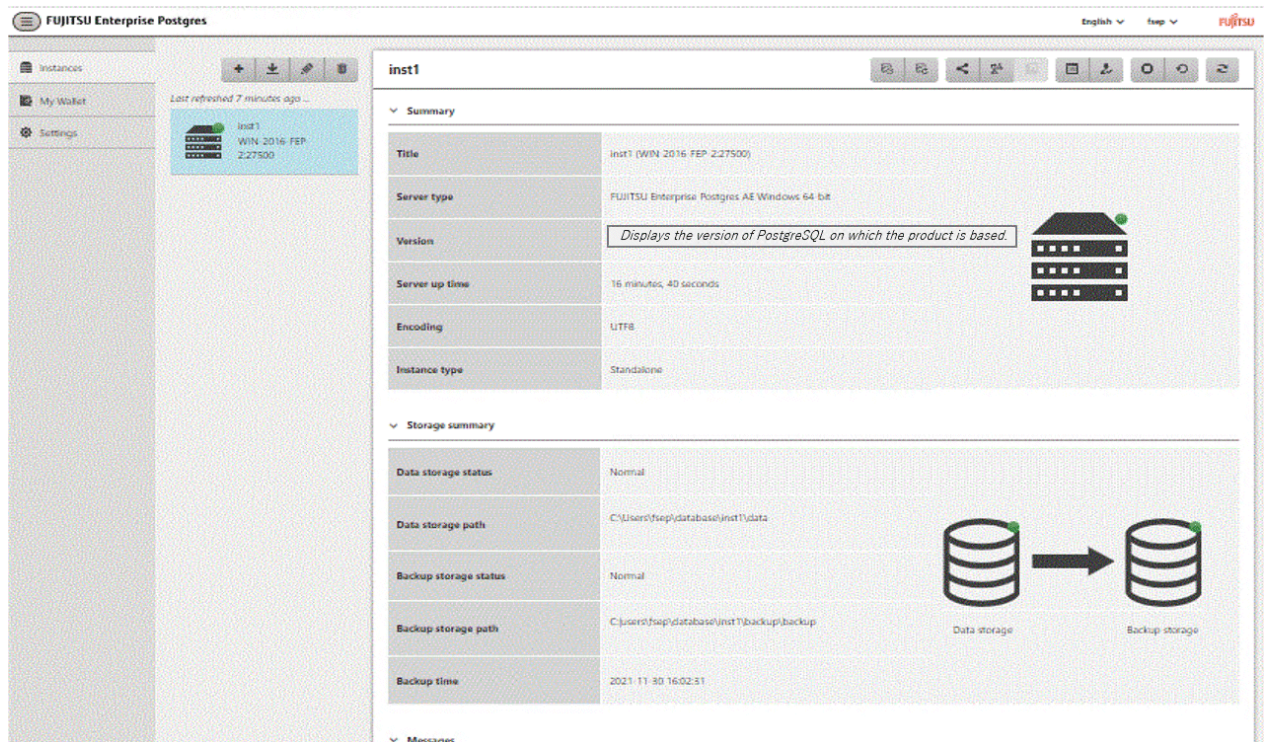 FUJITSU Enterprise Postgres
English
fsep
FUJITSU
Instances
My Wallet
Settings
Last refreshed 7 minutes ago ...
inst1
WIN-2016-FEP-
2:27500
inst1
Summary
Title
inst1 (WIN-2016-FEP-2:27500)
Server type
FUJITSU Enterprise Postgres AE Windows 64-bit
Version
Displays the version of PostgreSQL on which the product is based.
Server up time
16 minutes, 40 seconds
Encoding
UTF8
Instance type
Standalone
Storage summary
Data storage status
Normal
Data storage path
C:\Users\fsep\database\inst1\data
Backup storage status
Normal
Backup storage path
C:\users\fsep\database\inst1\backup\backup
Data storage
Backup storage
Backup time
2021-11-30 16:02:31
Messages